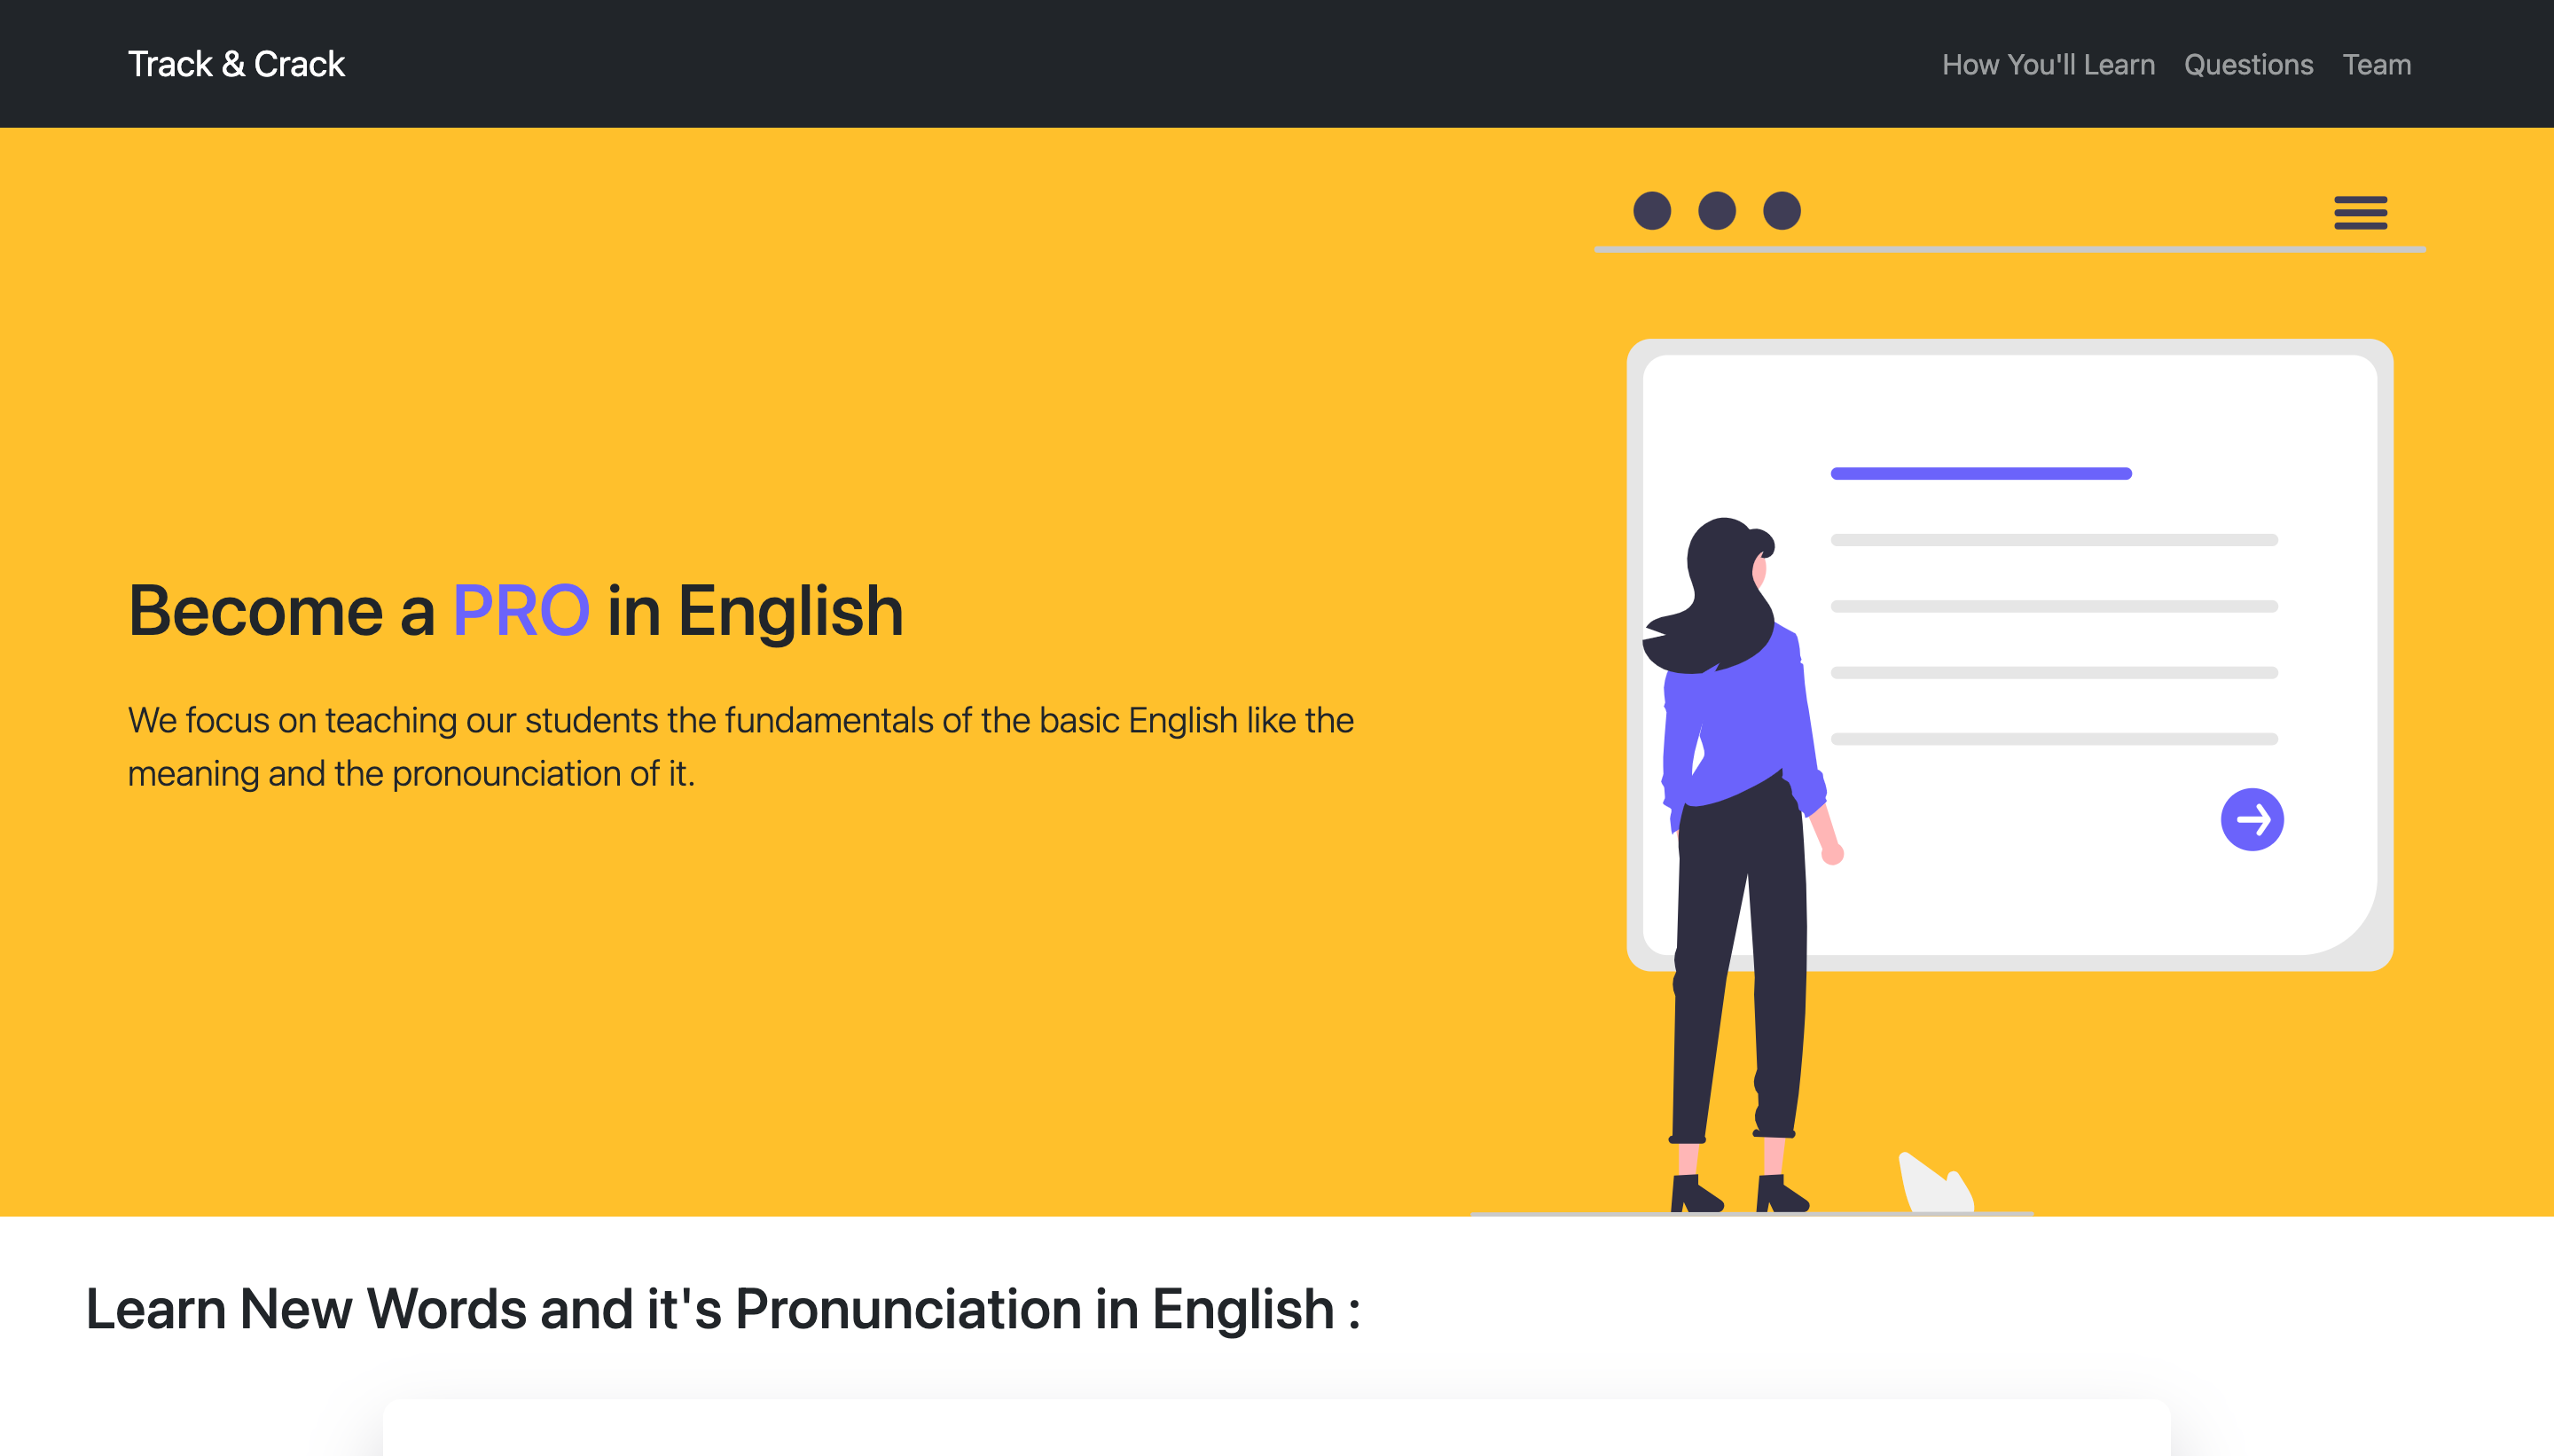 Track & Crack
How You'll Learn
Questions
Team
Become a PRO in English
We focus on teaching our students the fundamentals of the basic English like the
meaning and the pronounciation of it.
Learn New Words and it's Pronunciation in English :